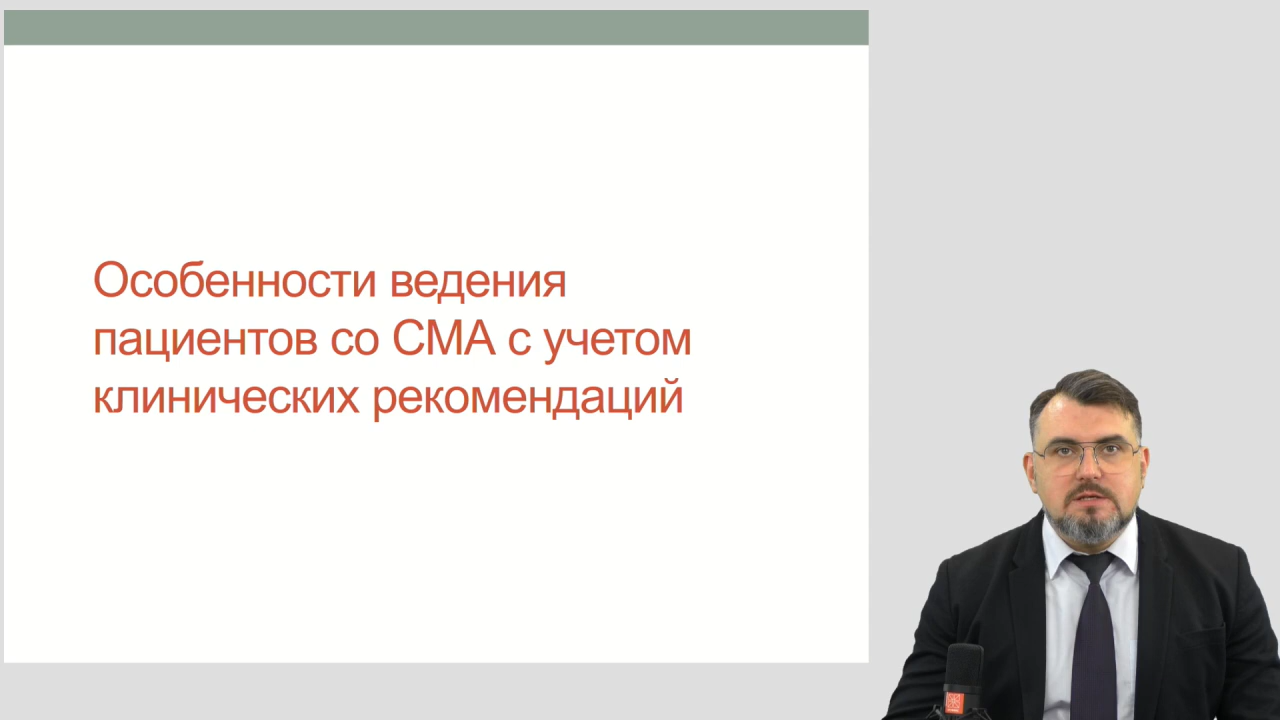 Особенности ведения
пациентов со СМА с учетом
клинических рекомендаций